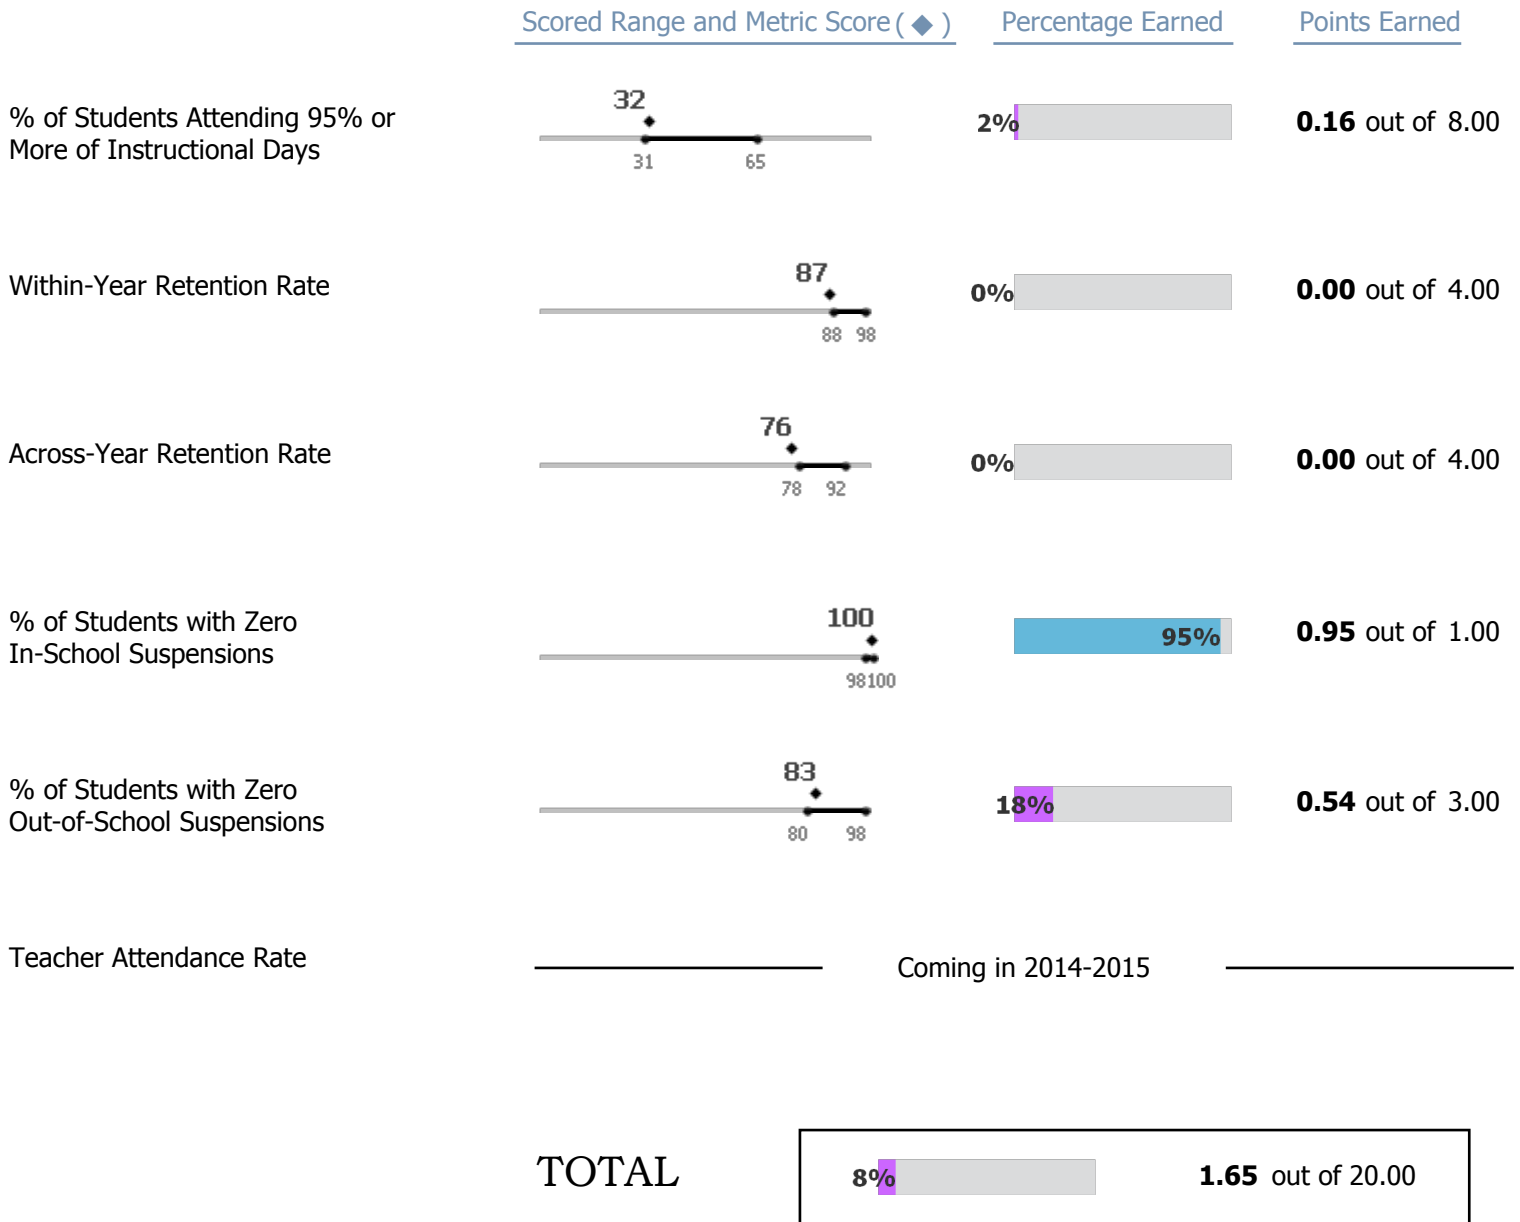 Scored Range and Metric Score ( ◆ ) Percentage Earned Points Earned
% of Students Attending 95% or
More of Instructional Days
32
31 65
2%
0.16 out of 8.00
Within-Year Retention Rate
87
88 98
0%
0.00 out of 4.00
Across-Year Retention Rate
76
78 92
0%
0.00 out of 4.00
% of Students with Zero
In-School Suspensions
100
98100
95%
0.95 out of 1.00
% of Students with Zero
Out-of-School Suspensions
83
80 98
18%
0.54 out of 3.00
Teacher Attendance Rate
Coming in 2014-2015
TOTAL
8%
1.65 out of 20.00